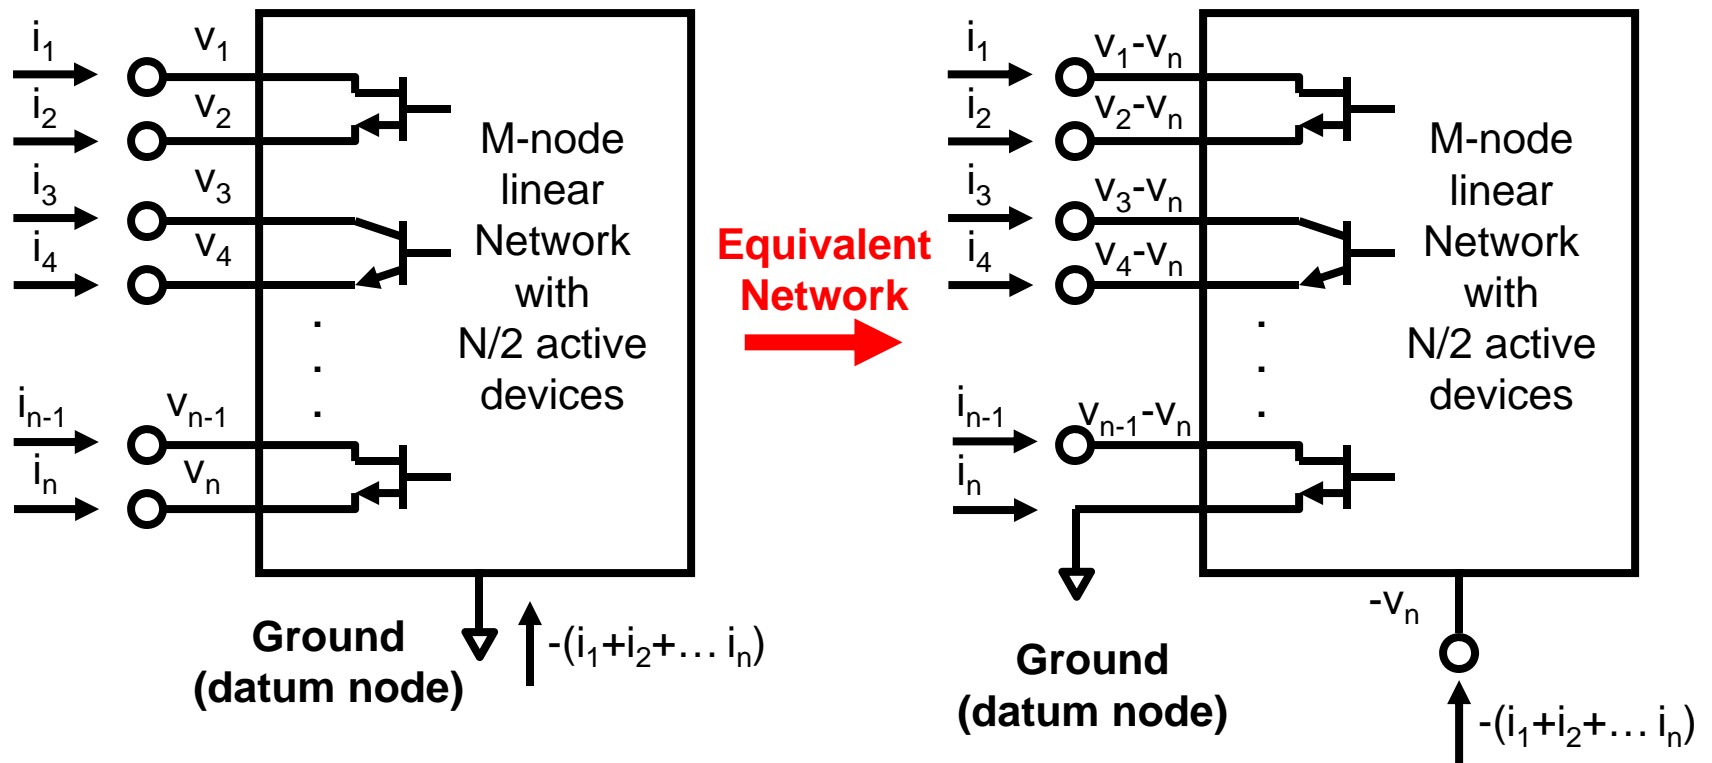 i₁
v₁
i₂
v₂
i₃
v₃
i₄
v₄
iₙ₋₁
vₙ₋₁
iₙ
vₙ
M-node
linear
Network
with
N/2 active
devices
.
.
.
Ground
(datum node)
-(i₁+i₂+… iₙ)
Equivalent
Network
i₁
v₁-vₙ
i₂
v₂-vₙ
i₃
v₃-vₙ
i₄
v₄-vₙ
iₙ₋₁
vₙ₋₁-vₙ
iₙ
M-node
linear
Network
with
N/2 active
devices
.
.
.
-vₙ
Ground
(datum node)
-(i₁+i₂+… iₙ)